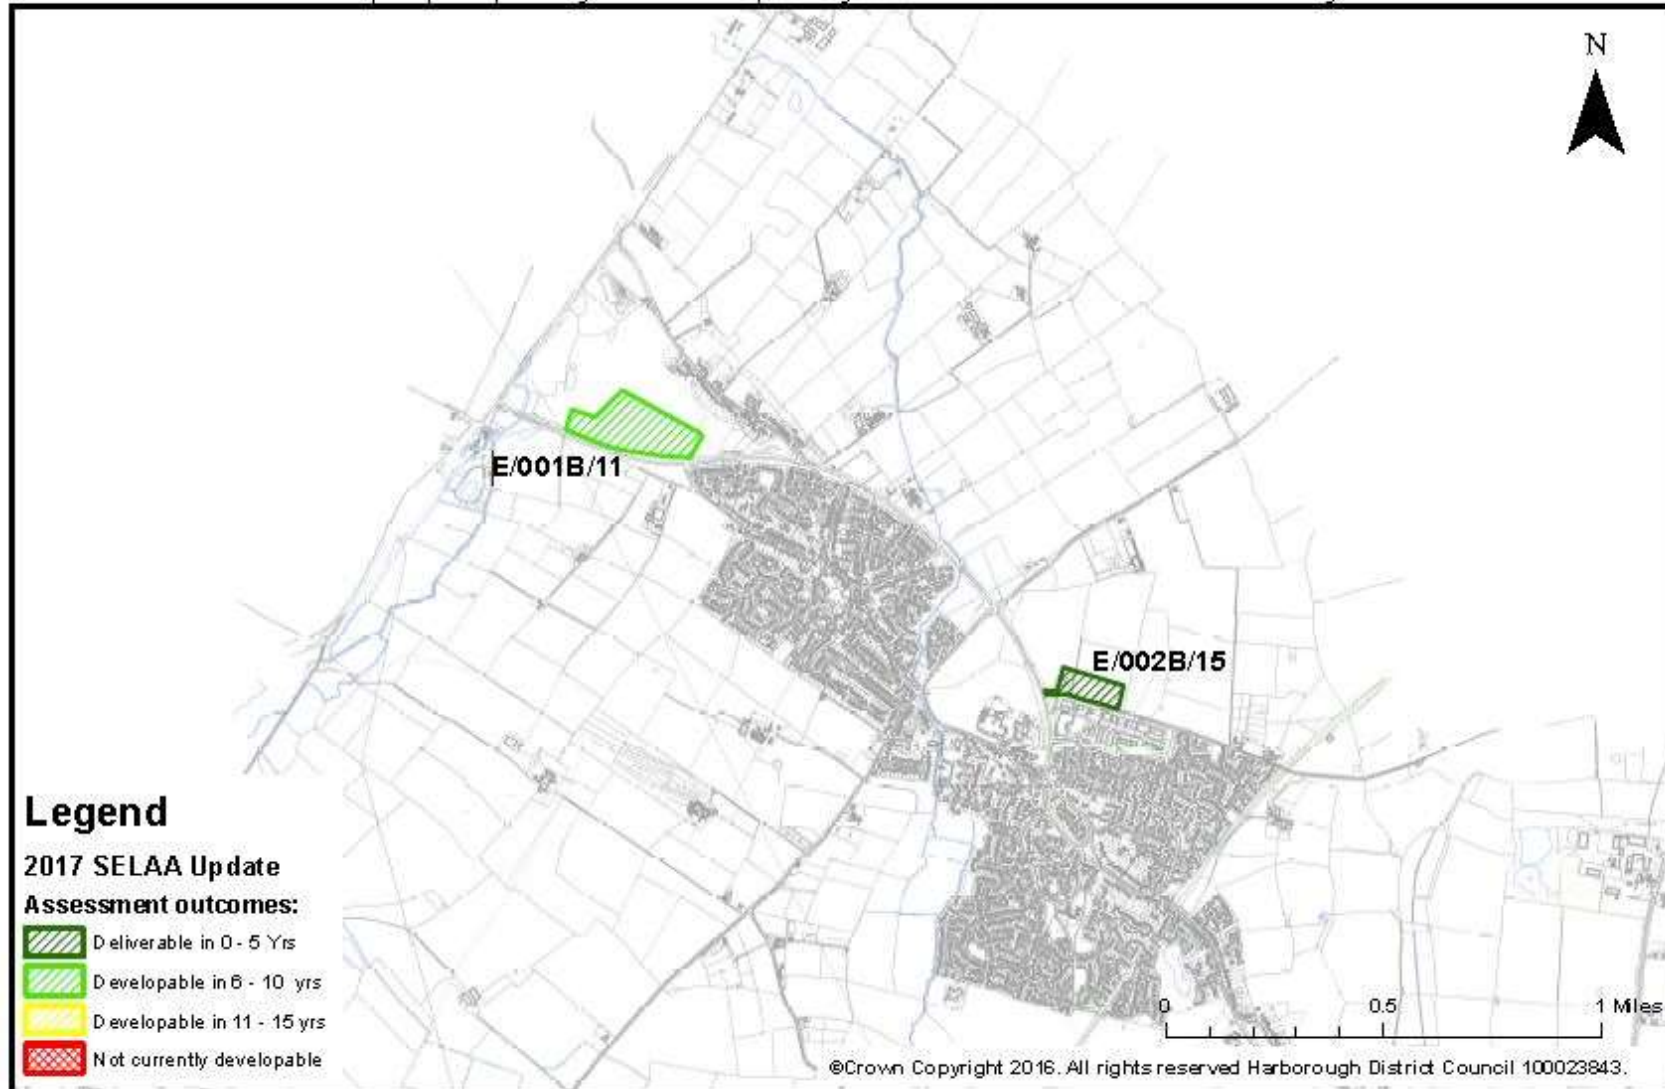 N
E/001B/11
E/002B/15
Legend
2017 SELAA Update
Assessment outcomes:
Deliverable in 0 - 5 Yrs
Developable in 6 - 10 yrs
Developable in 11 - 15 yrs
Not currently developable
0 0.5 1 Miles
©Crown Copyright 2016. All rights reserved Harborough District Council 100023843.